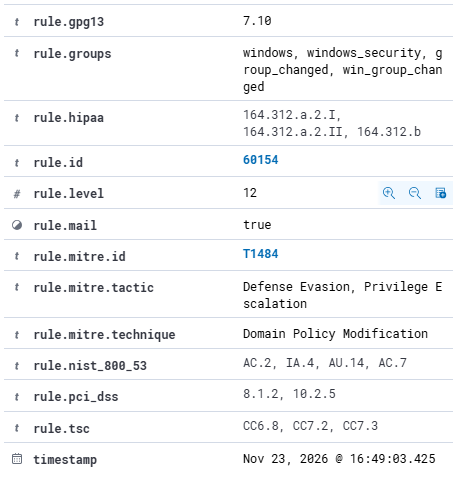 t rule.gpg13 7.10
t rule.groups windows, windows_security, g
roup_changed, win_group_chan
ged
t rule.hipaa 164.312.a.2.I,
164.312.a.2.II, 164.312.b
t rule.id 60154
# rule.level 12
rule.mail true
t rule.mitre.id T1484
t rule.mitre.tactic Defense Evasion, Privilege E
scalation
t rule.mitre.technique Domain Policy Modification
t rule.nist_800_53 AC.2, IA.4, AU.14, AC.7
t rule.pci_dss 8.1.2, 10.2.5
t rule.tsc CC6.8, CC7.2, CC7.3
timestamp Nov 23, 2026 @ 16:49:03.425